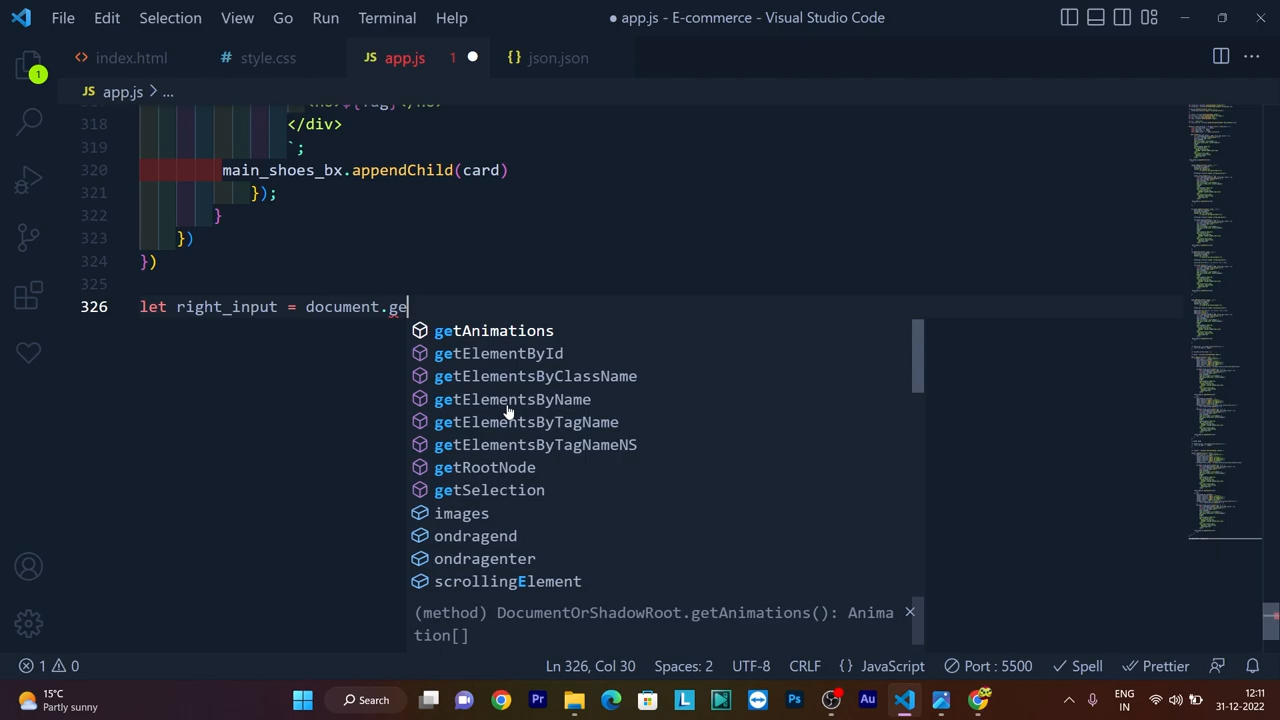 File Edit Selection View Go Run Terminal Help ● app.js - E-commerce - Visual Studio Code
<> index.html # style.css JS app.js 1 {} json.json
1
JS app.js > ...
318 </div>
319 `;
320 main_shoes_bx.appendChild(card)
321 });
322 }
323 })
324 })
325
326 let right_input = document.ge
getAnimations
getElementById
getElementsByClassName
getElementsByName
getElementsByTagName
getElementsByTagNameNS
getRootNode
getSelection
images
ondragend
ondragenter
scrollingElement
(method) DocumentOrShadowRoot.getAnimations(): Anima
tion[]
1 0 Ln 326, Col 30 Spaces: 2 UTF-8 CRLF {} JavaScript Port : 5500 Spell Prettier
15°C
Partly sunny
Search
Pr L Ps Au
ENG
IN
12:11
31-12-2022